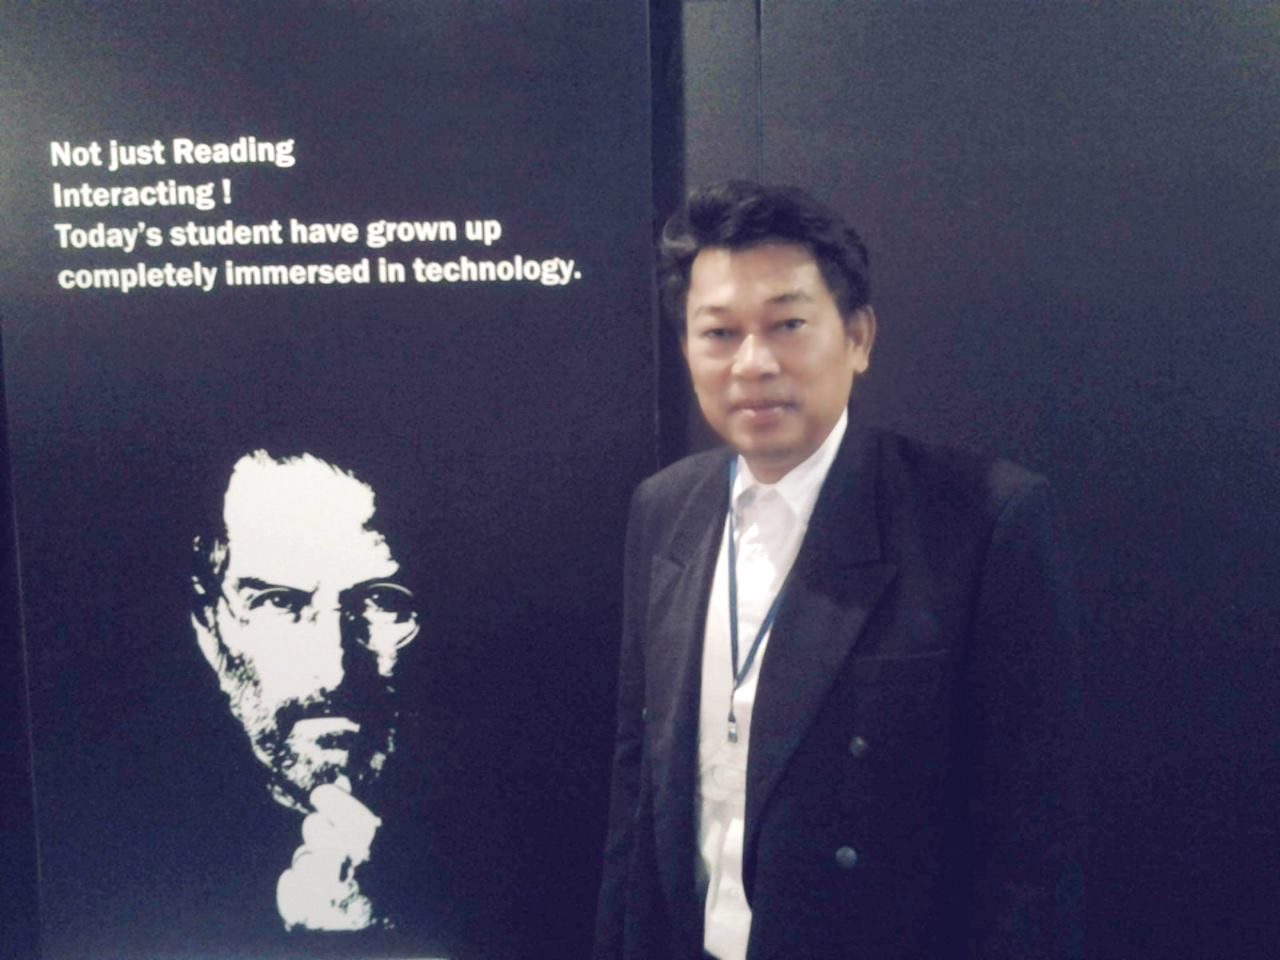 Not just Reading
Interacting !
Today's student have grown up
completely immersed in technology.